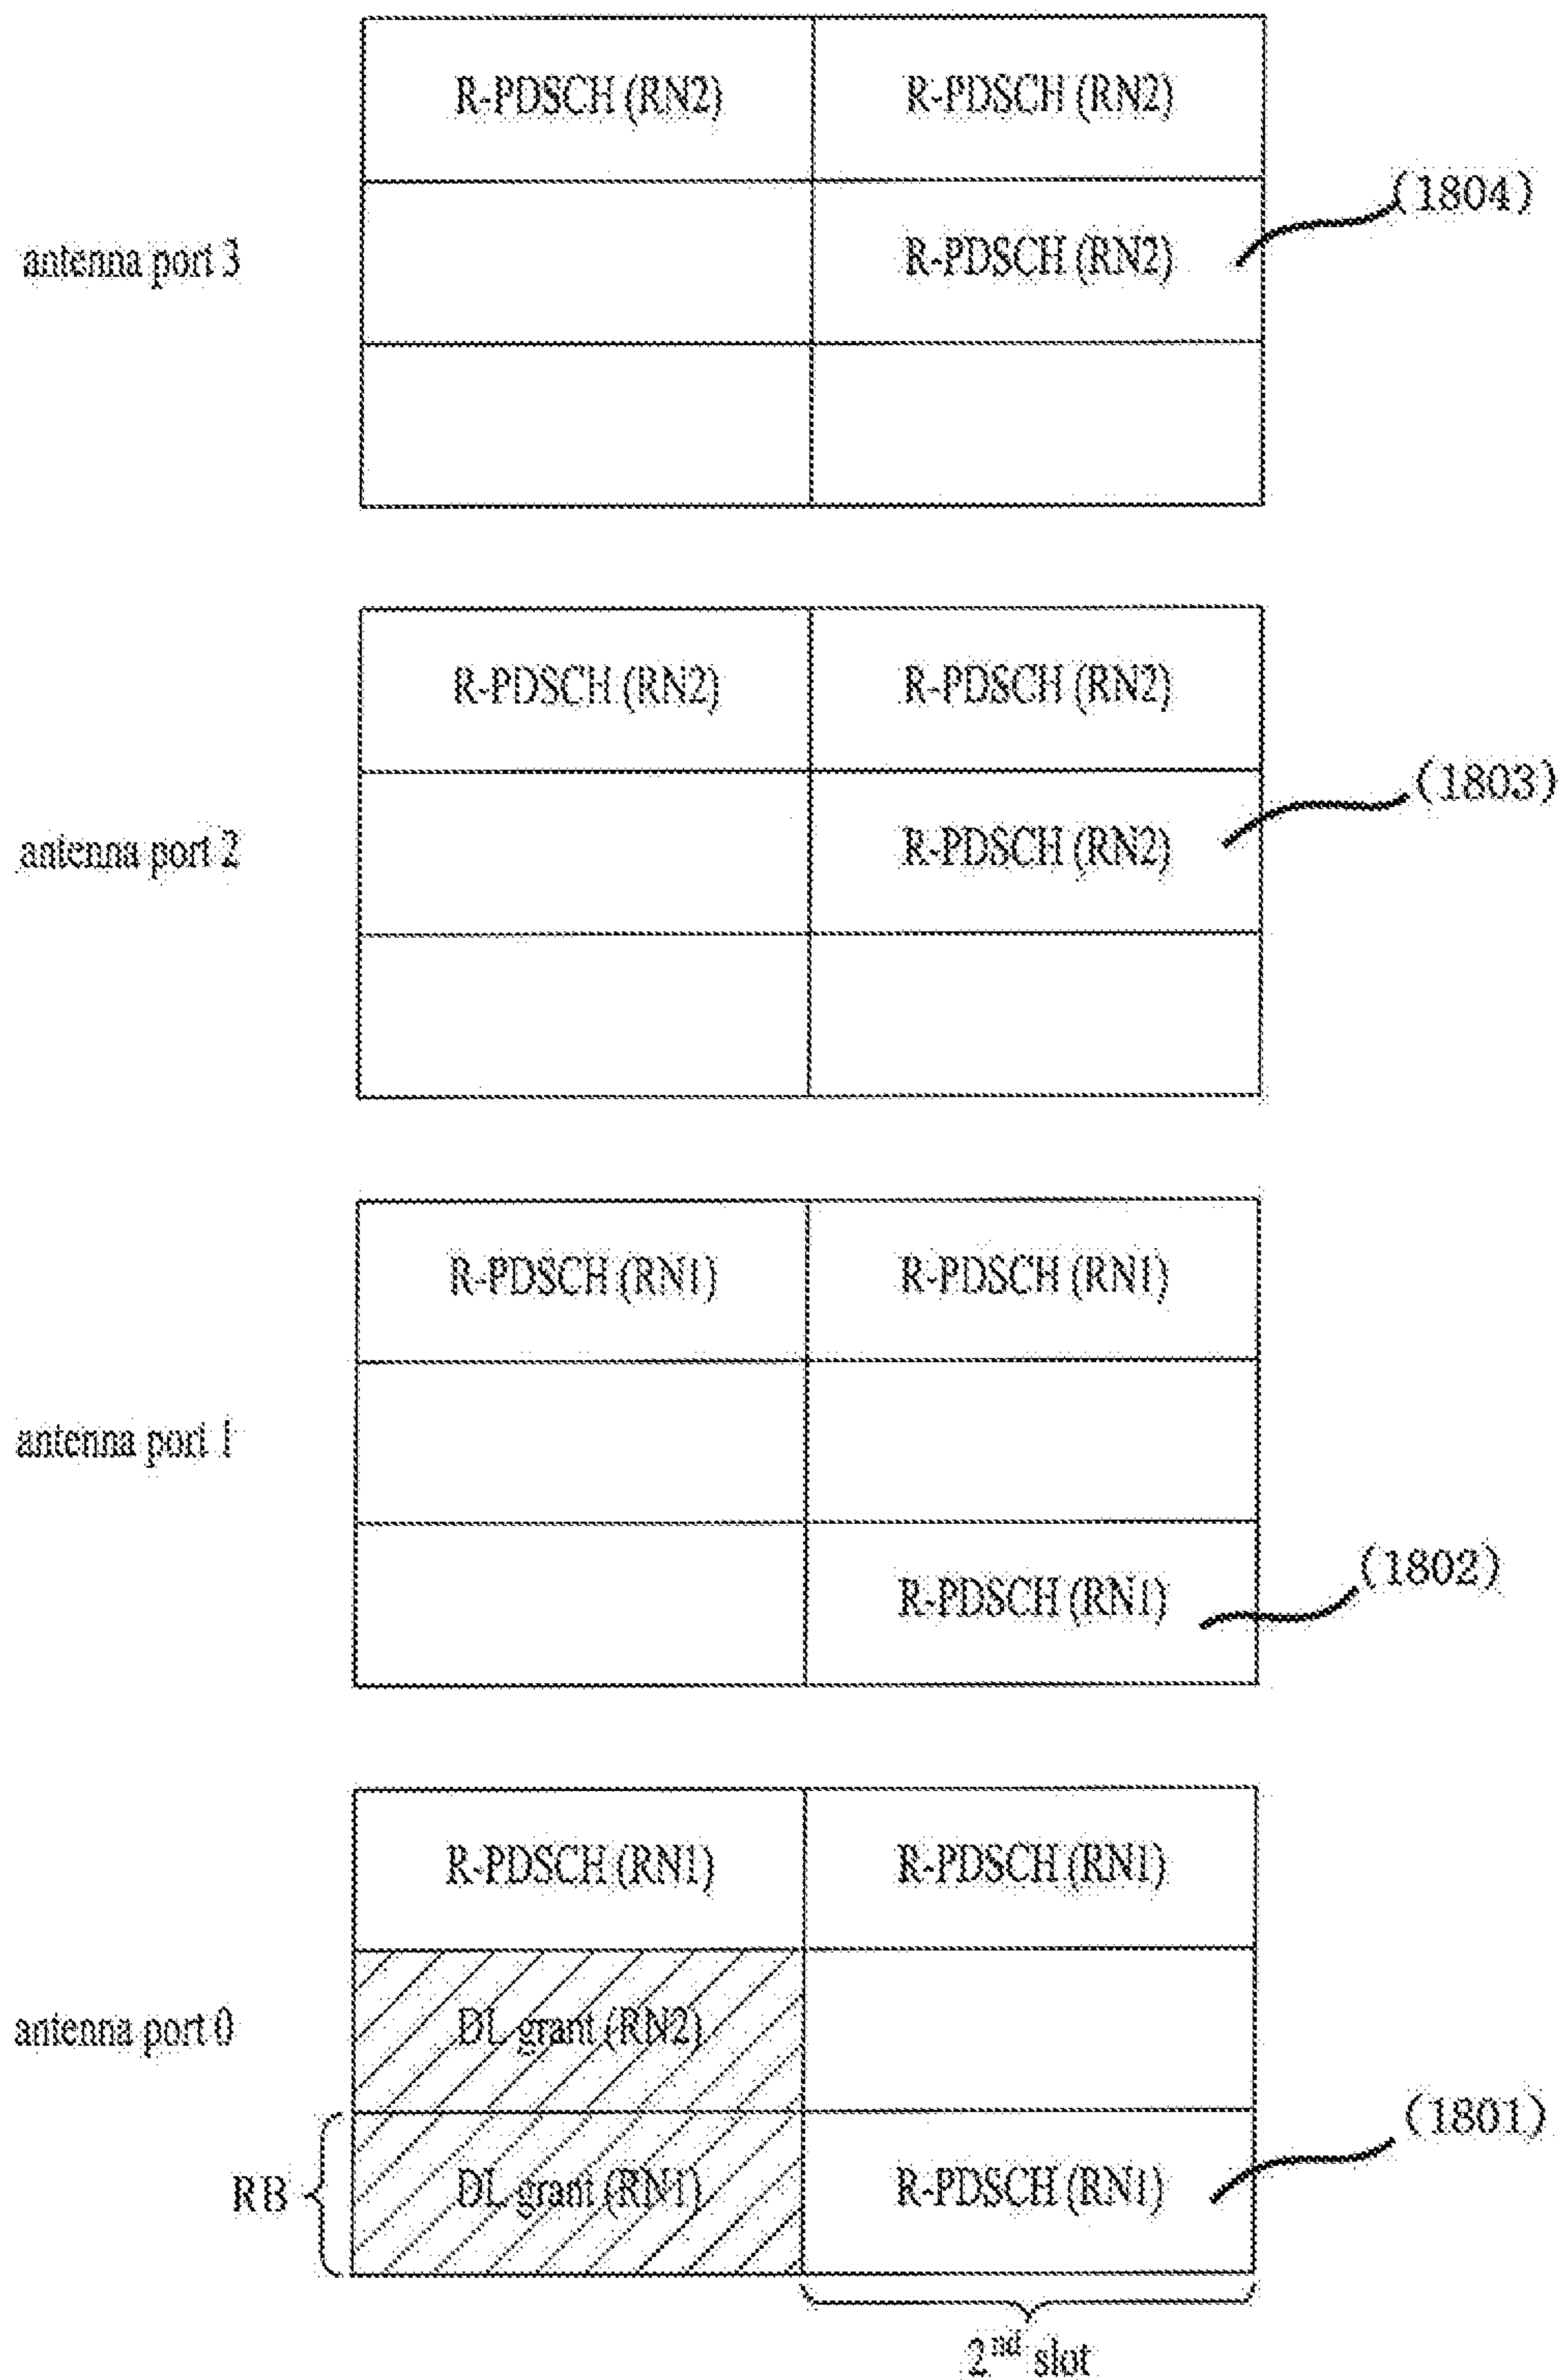 R-PDSCH (RN2) R-PDSCH (RN2)
(1804)
antenna port 3
R-PDSCH (RN2)
R-PDSCH (RN2) R-PDSCH (RN2)
(1803)
antenna port 2
R-PDSCH (RN2)
R-PDSCH (RN1) R-PDSCH (RN1)
antenna port 1
(1802)
R-PDSCH (RN1)
R-PDSCH (RN1) R-PDSCH (RN1)
antenna port 0
DL grant (RN2)
(1801)
RB
DL grant (RN1) R-PDSCH (RN1)
2nd slot